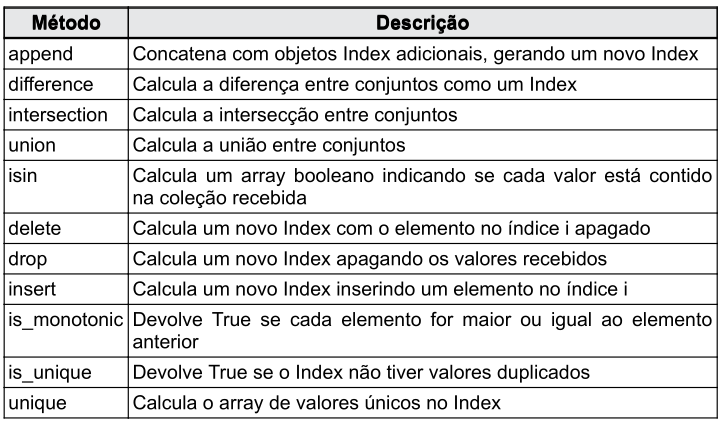 Método Descrição
append Concatena com objetos Index adicionais, gerando um novo Index
difference Calcula a diferença entre conjuntos como um Index
intersection Calcula a intersecção entre conjuntos
union Calcula a união entre conjuntos
isin Calcula um array booleano indicando se cada valor está contido
na coleção recebida
delete Calcula um novo Index com o elemento no índice i apagado
drop Calcula um novo Index apagando os valores recebidos
insert Calcula um novo Index inserindo um elemento no índice i
is_monotonic Devolve True se cada elemento for maior ou igual ao elemento
anterior
is_unique Devolve True se o Index não tiver valores duplicados
unique Calcula o array de valores únicos no Index